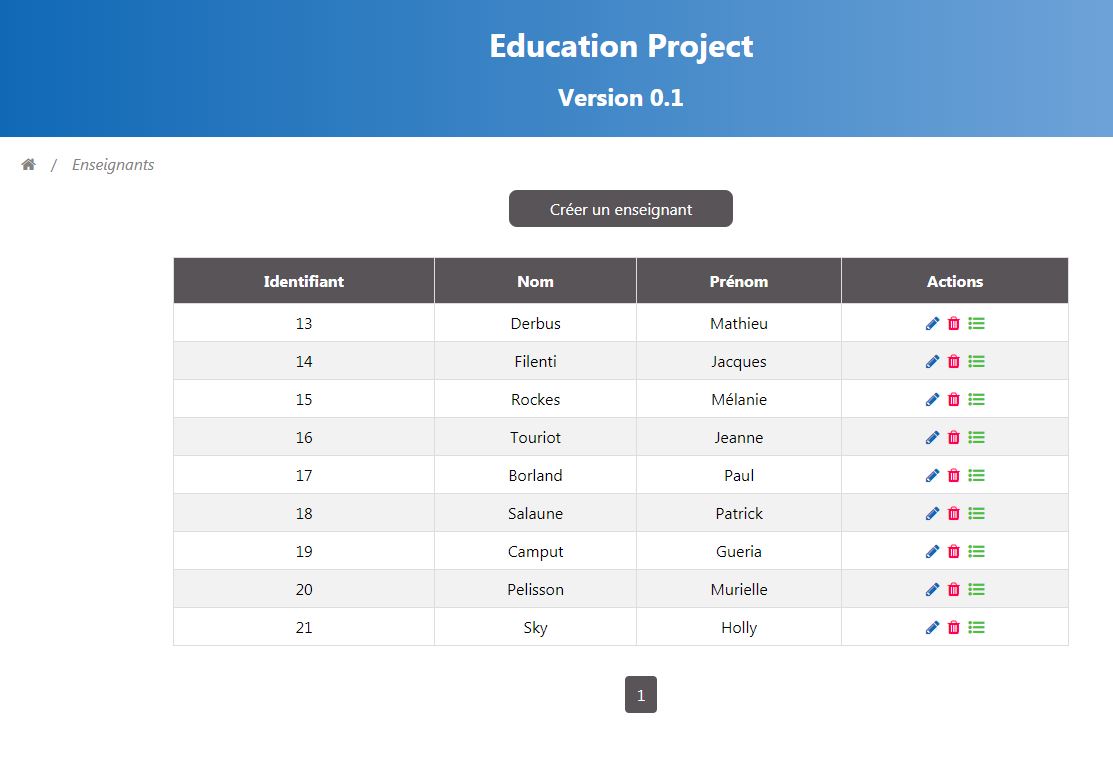 Education Project
Version 0.1
/ Enseignants
Créer un enseignant
Identifiant Nom Prénom Actions
13 Derbus Mathieu
14 Filenti Jacques
15 Rockes Mélanie
16 Touriot Jeanne
17 Borland Paul
18 Salaune Patrick
19 Camput Gueria
20 Pelisson Murielle
21 Sky Holly
1